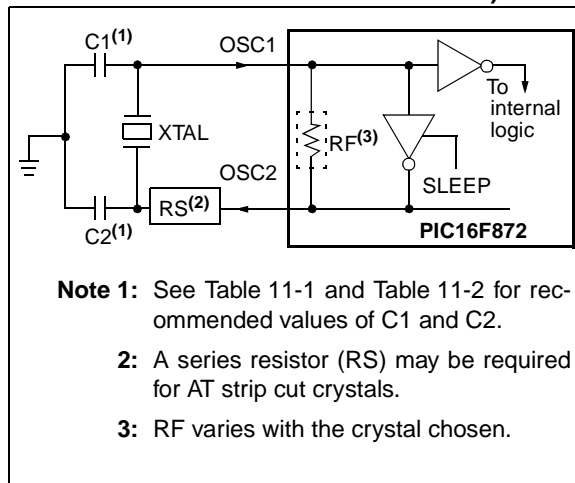 C1(1)
OSC1
To
internal
logic
XTAL
RF(3)
OSC2
SLEEP
RS(2)
C2(1)
PIC16F872
Note 1: See Table 11-1 and Table 11-2 for rec-
ommended values of C1 and C2.
2: A series resistor (RS) may be required
for AT strip cut crystals.
3: RF varies with the crystal chosen.